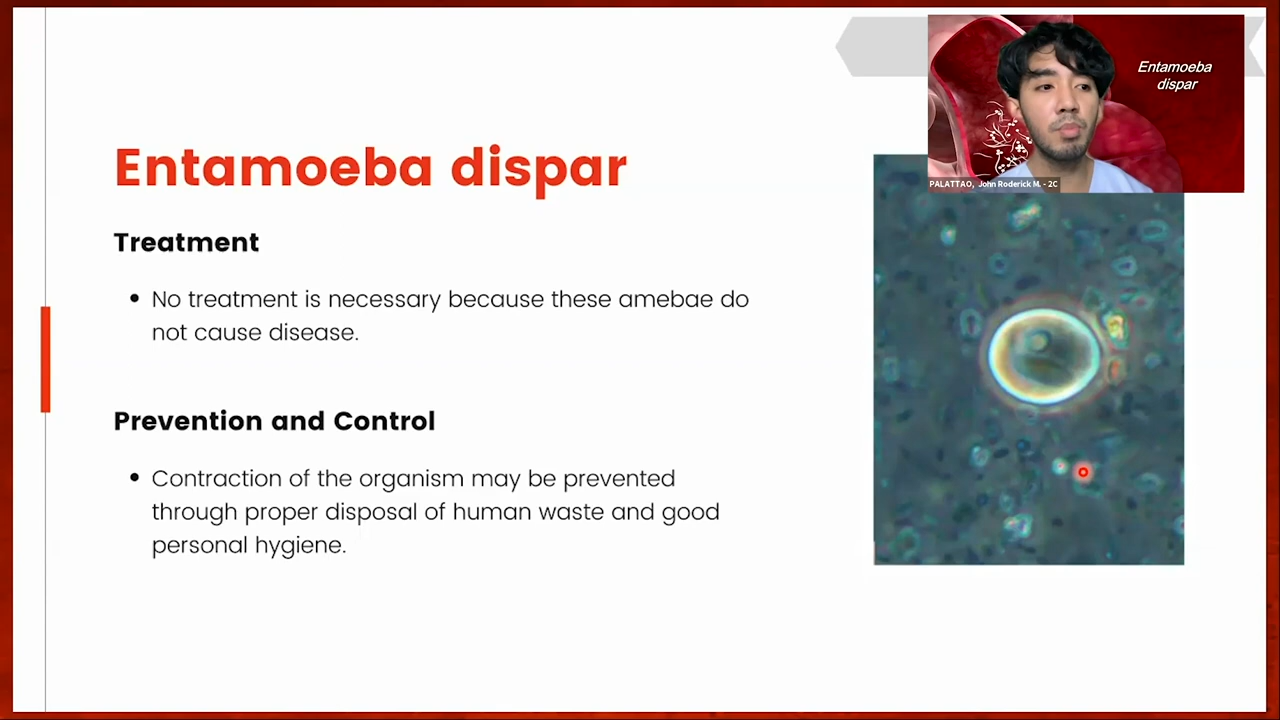 Entamoeba
dispar
PALATTAO, John Roderick M. - 2C
Entamoeba dispar
Treatment
• No treatment is necessary because these amebae do
not cause disease.
Prevention and Control
• Contraction of the organism may be prevented
through proper disposal of human waste and good
personal hygiene.